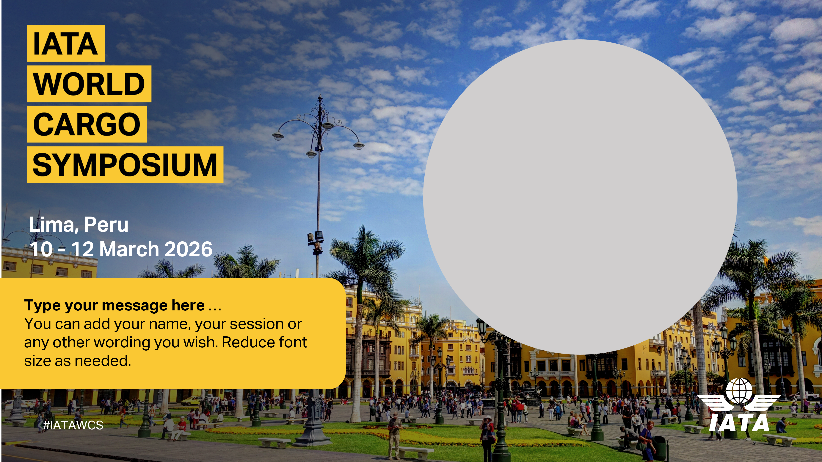 IATA
WORLD
CARGO
SYMPOSIUM
Lima, Peru
10 - 12 March 2026
Type your message here ...
You can add your name, your session or
any other wording you wish. Reduce font
size as needed.
#IATAWCS
IATA